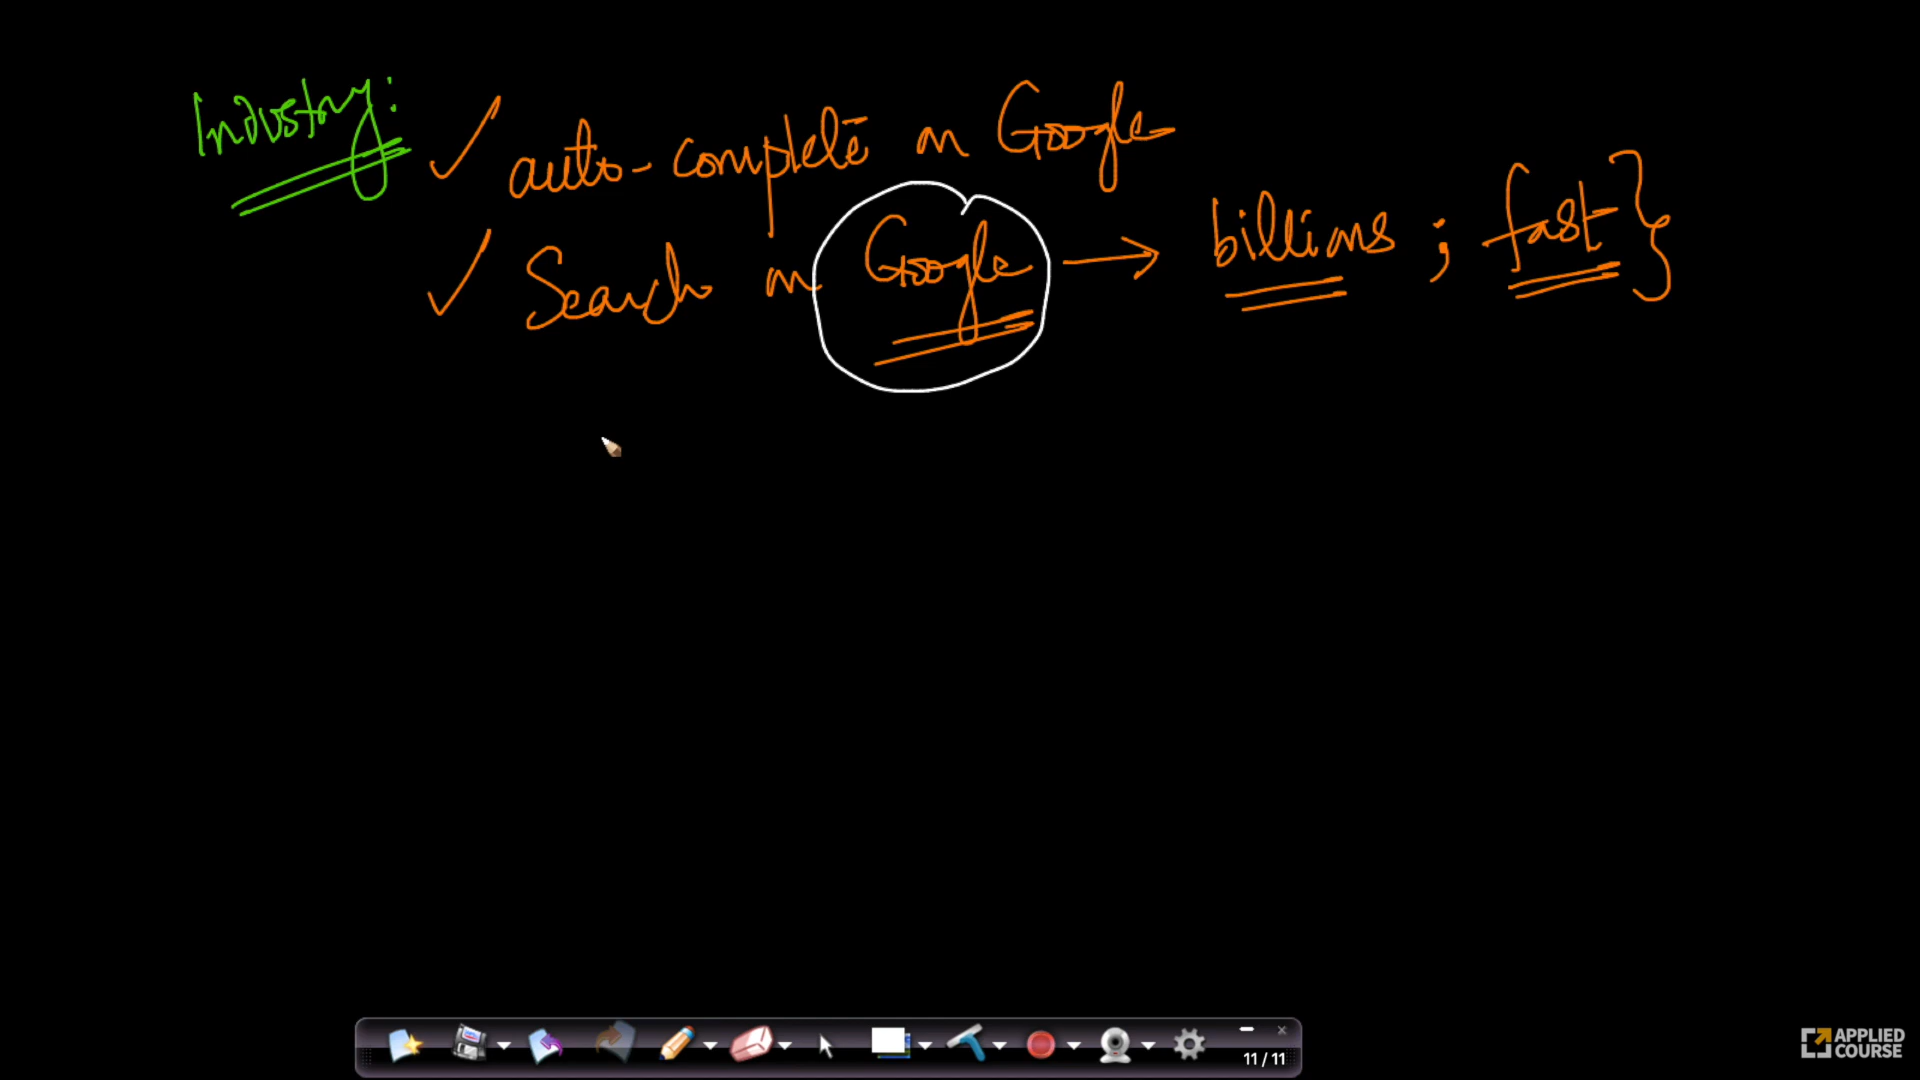 Industry: ✓ auto-complete on Google
✓ Search on Google → billions ; fast }
11 / 11
APPLIED
COURSE